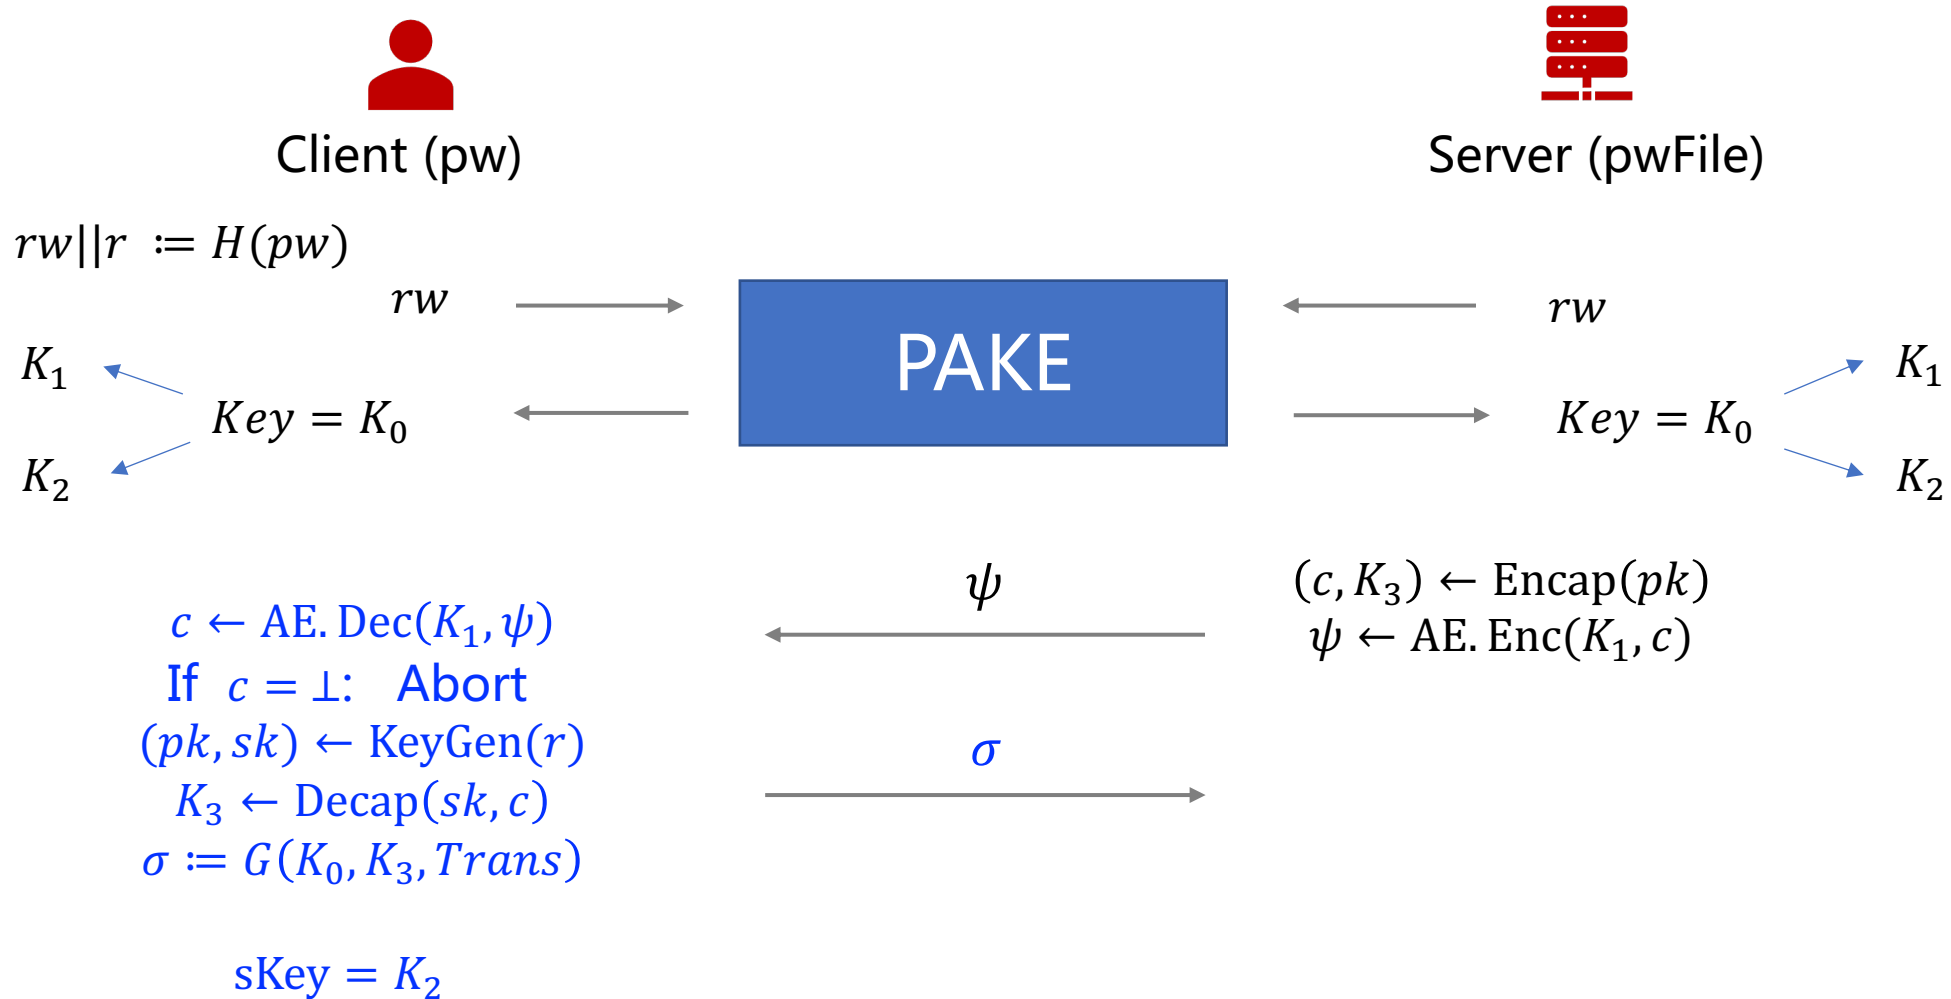 Client (pw)
Server (pwFile)
rw||r := H(pw)
rw
PAKE
rw
K₁
Key = K₀
K₂
Key = K₀
K₁
K₂
ψ
(c, K₃) ← Encap(pk)
ψ ← AE. Enc(K₁, c)
c ← AE. Dec(K₁, ψ)
If c = ⊥: Abort
(pk, sk) ← KeyGen(r)
K₃ ← Decap(sk, c)
σ := G(K₀, K₃, Trans)
σ
sKey = K₂